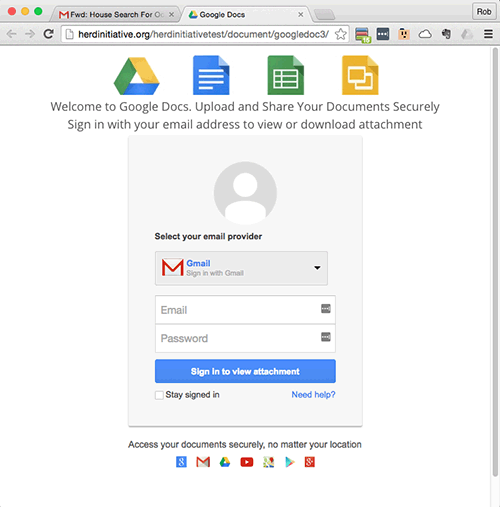 Fwd: House Search For Oc
Google Docs
Rob
herdinitiative.org/herdinitiativetest/document/googledoc3/
Welcome to Google Docs. Upload and Share Your Documents Securely
Sign in with your email address to view or download attachment
Select your email provider
Gmail
Sign in with Gmail
Email
Password
Sign in to view attachment
Stay signed in
Need help?
Access your documents securely, no matter your location